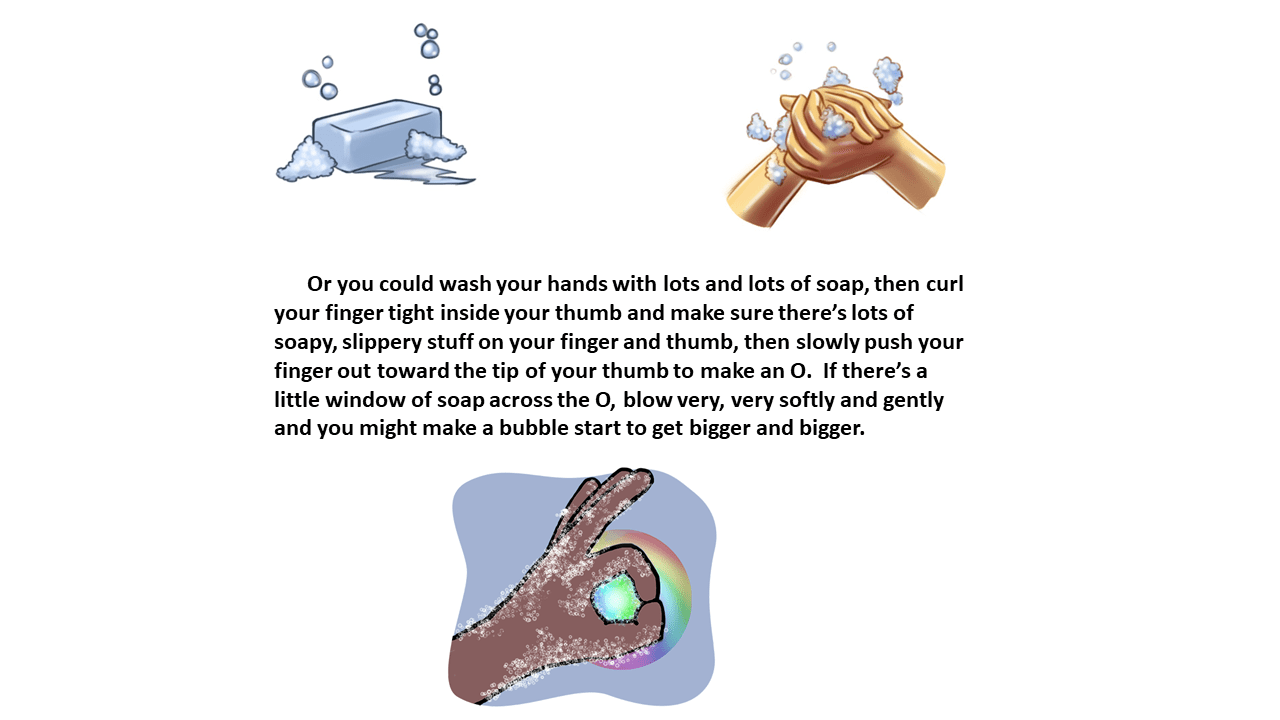 Or you could wash your hands with lots and lots of soap, then curl
your finger tight inside your thumb and make sure there’s lots of
soapy, slippery stuff on your finger and thumb, then slowly push your
finger out toward the tip of your thumb to make an O.  If there’s a
little window of soap across the O, blow very, very softly and gently
and you might make a bubble start to get bigger and bigger.